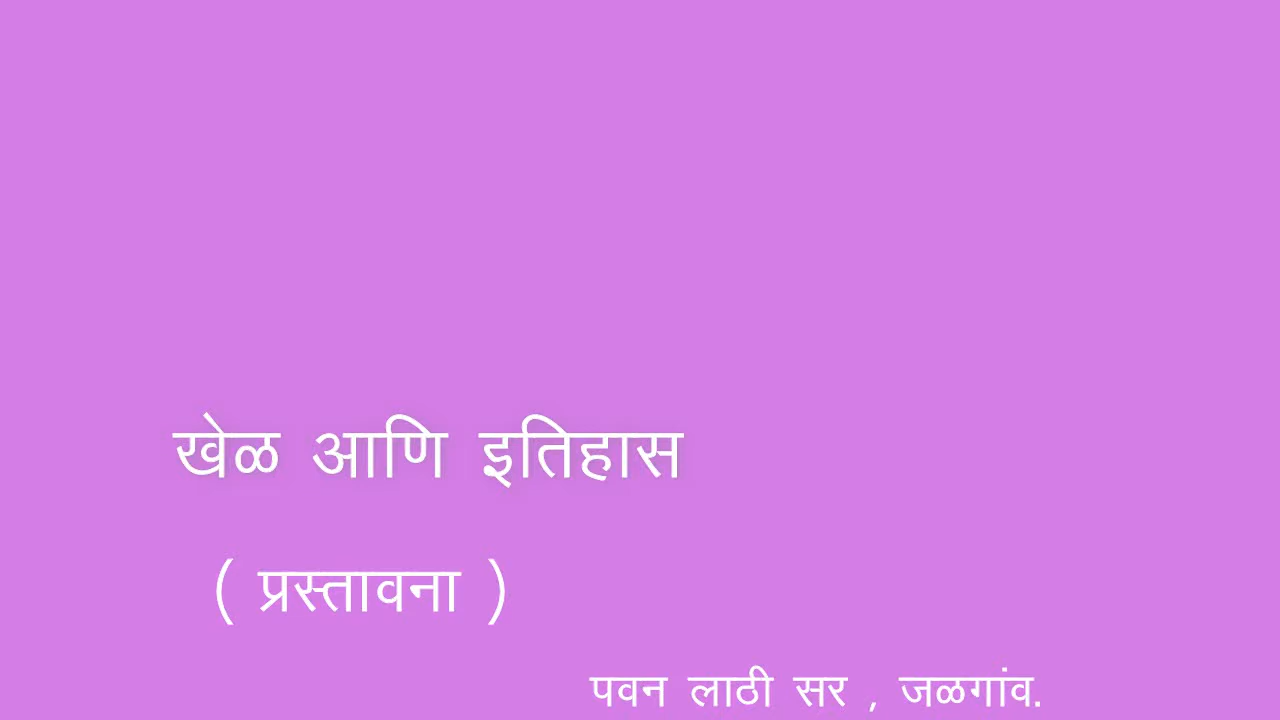 खेळ आणि इतिहास
( प्रस्तावना )
पवन लाठी सर , जळगांव.